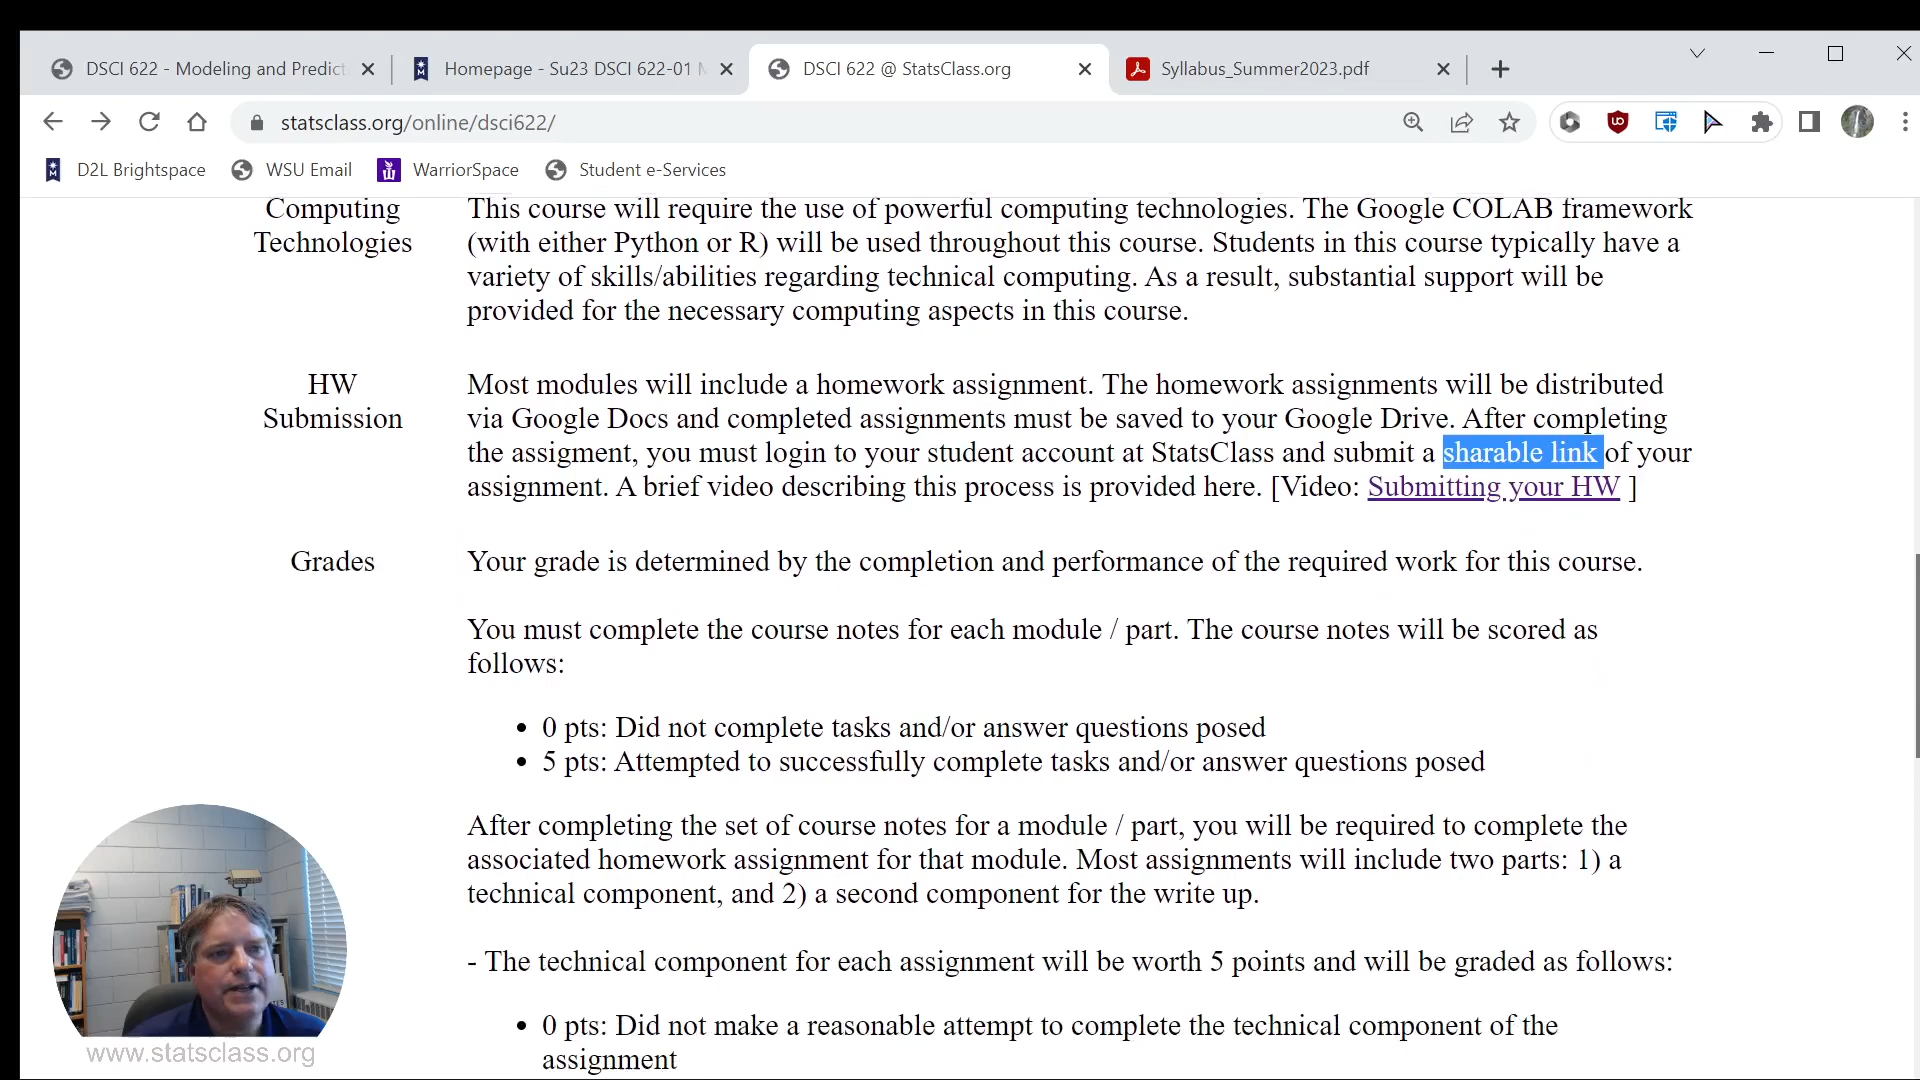 DSCI 622 - Modeling and Predict
Homepage - Su23 DSCI 622-01 M
DSCI 622 @ StatsClass.org
Syllabus_Summer2023.pdf
statsclass.org/online/dsci622/
D2L Brightspace
WSU Email
WarriorSpace
Student e-Services
Computing
Technologies
This course will require the use of powerful computing technologies. The Google COLAB framework
(with either Python or R) will be used throughout this course. Students in this course typically have a
variety of skills/abilities regarding technical computing. As a result, substantial support will be
provided for the necessary computing aspects in this course.
HW
Submission
Most modules will include a homework assignment. The homework assignments will be distributed
via Google Docs and completed assignments must be saved to your Google Drive. After completing
the assigment, you must login to your student account at StatsClass and submit a sharable link of your
assignment. A brief video describing this process is provided here. [Video: Submitting your HW ]
Grades
Your grade is determined by the completion and performance of the required work for this course.
You must complete the course notes for each module / part. The course notes will be scored as
follows:
• 0 pts: Did not complete tasks and/or answer questions posed
• 5 pts: Attempted to successfully complete tasks and/or answer questions posed
After completing the set of course notes for a module / part, you will be required to complete the
associated homework assignment for that module. Most assignments will include two parts: 1) a
technical component, and 2) a second component for the write up.
- The technical component for each assignment will be worth 5 points and will be graded as follows:
• 0 pts: Did not make a reasonable attempt to complete the technical component of the
assignment
www.statsclass.org